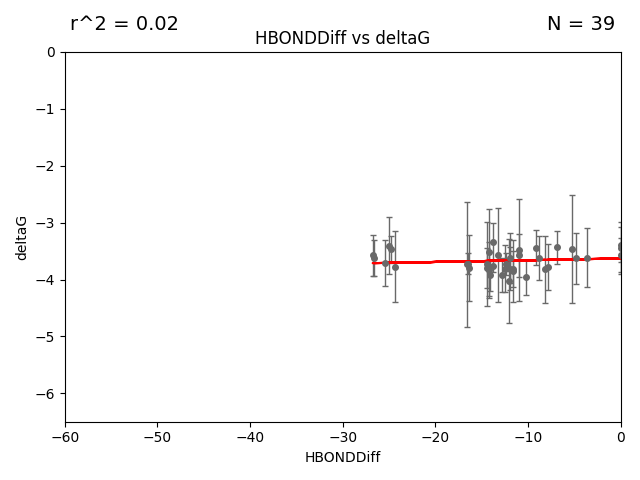 r^2 = 0.02
N = 39
HBONDDiff vs deltaG
0
−1
−2
−3
−4
−5
−6
deltaG
−60 −50 −40 −30 −20 −10 0
HBONDDiff